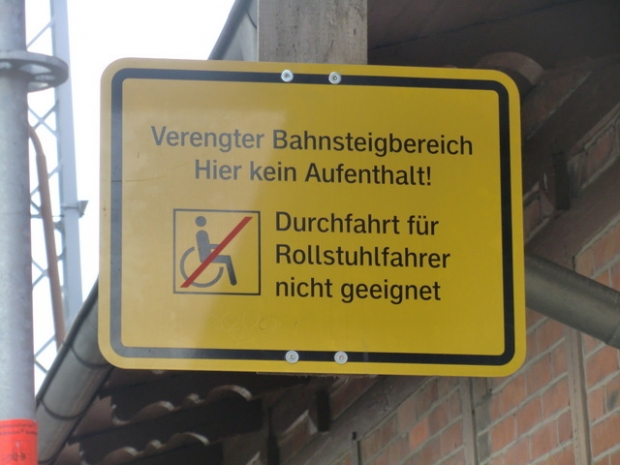 Verengter Bahnsteigbereich
Hier kein Aufenthalt!
Durchfahrt für
Rollstuhlfahrer
nicht geeignet